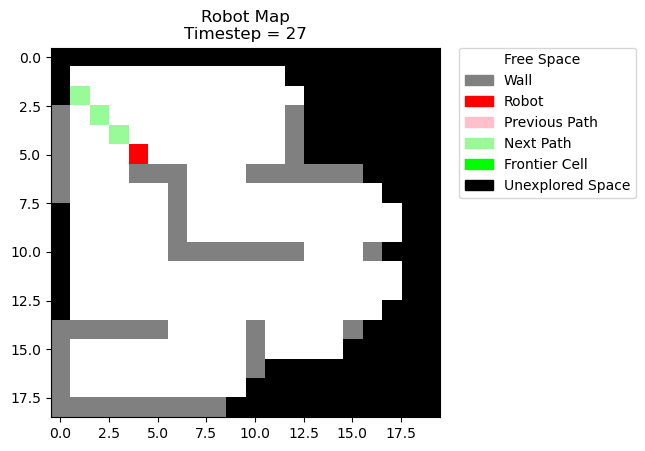 Robot Map
Timestep = 27
0.0
2.5
5.0
7.5
10.0
12.5
15.0
17.5
0.0
2.5
5.0
7.5
10.0
12.5
15.0
17.5
Free Space
Wall
Robot
Previous Path
Next Path
Frontier Cell
Unexplored Space